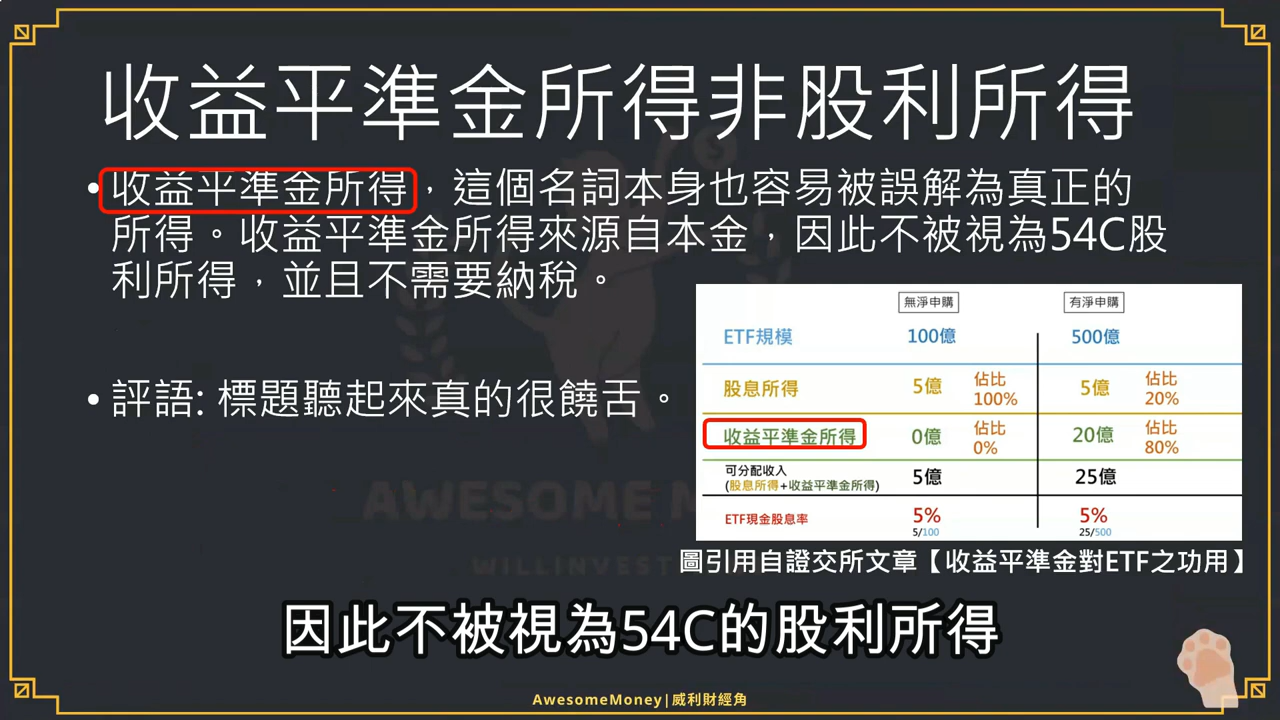 收益平準金所得非股利所得
•收益平準金所得，這個名詞本身也容易被誤解為真正的
所得。收益平準金所得來源自本金，因此不被視為54C股
利所得，並且不需要納稅。
•評語: 標題聽起來真的很饒舌。
無淨申購 有淨申購
ETF規模 100億 500億
股息所得 5億 佔比 100% 5億 佔比 20%
收益平準金所得 0億 佔比 0% 20億 佔比 80%
可分配收入
(股息所得+收益平準金所得) 5億 25億
ETF現金股息率 5% 5%
5/100 25/500
圖引用自證交所文章【收益平準金對ETF之功用】
AWESOME M
WILLINVEST
因此不被視為54C的股利所得
AwesomeMoney|威利財經角